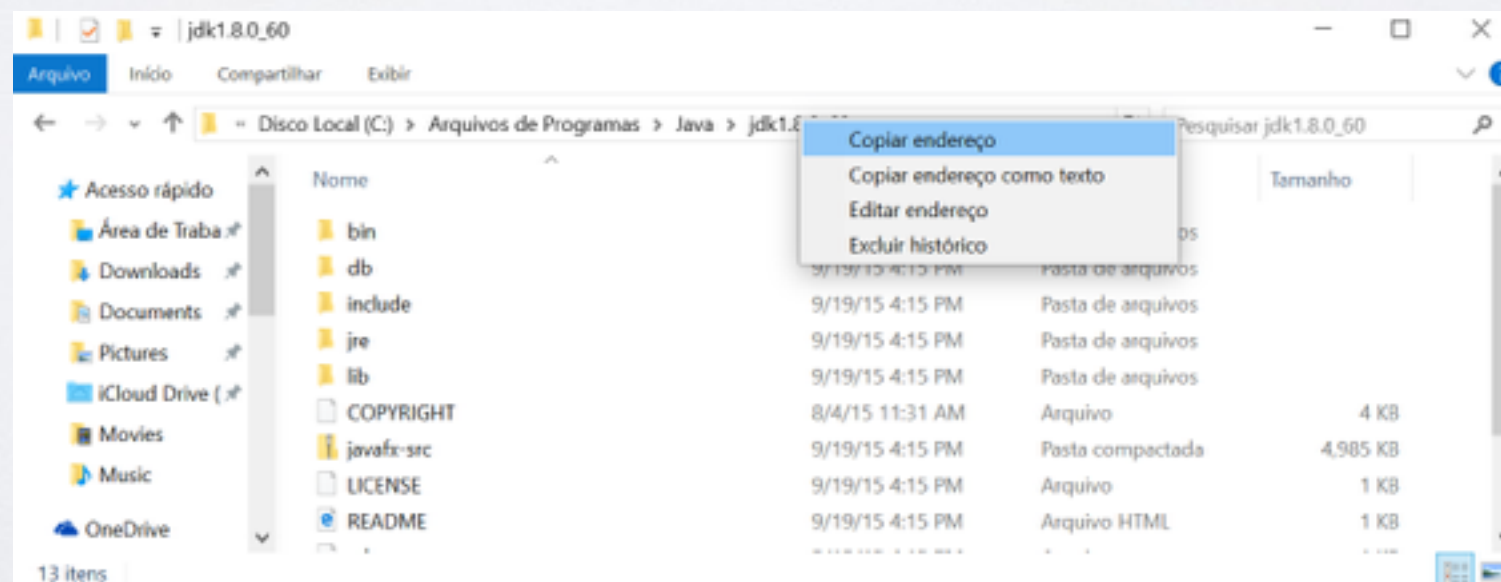 jdk1.8.0_60
Arquivo Início Compartilhar Exibir
Disco Local (C:) > Arquivos de Programas > Java > jdk1.8 Pesquisar jdk1.8.0_60
Copiar endereço
Copiar endereço como texto
Editar endereço
Excluir histórico
Nome Tamanho
Acesso rápido
Área de Traba
Downloads
Documents
Pictures
iCloud Drive (
Movies
Music
OneDrive
bin os
db 9/19/15 4:15 PM Pasta de arquivos
include 9/19/15 4:15 PM Pasta de arquivos
jre 9/19/15 4:15 PM Pasta de arquivos
lib 9/19/15 4:15 PM Pasta de arquivos
COPYRIGHT 8/4/15 11:31 AM Arquivo 4 KB
javafx-src 9/19/15 4:15 PM Pasta compactada 4,985 KB
LICENSE 9/19/15 4:15 PM Arquivo 1 KB
README 9/19/15 4:15 PM Arquivo HTML 1 KB
13 itens